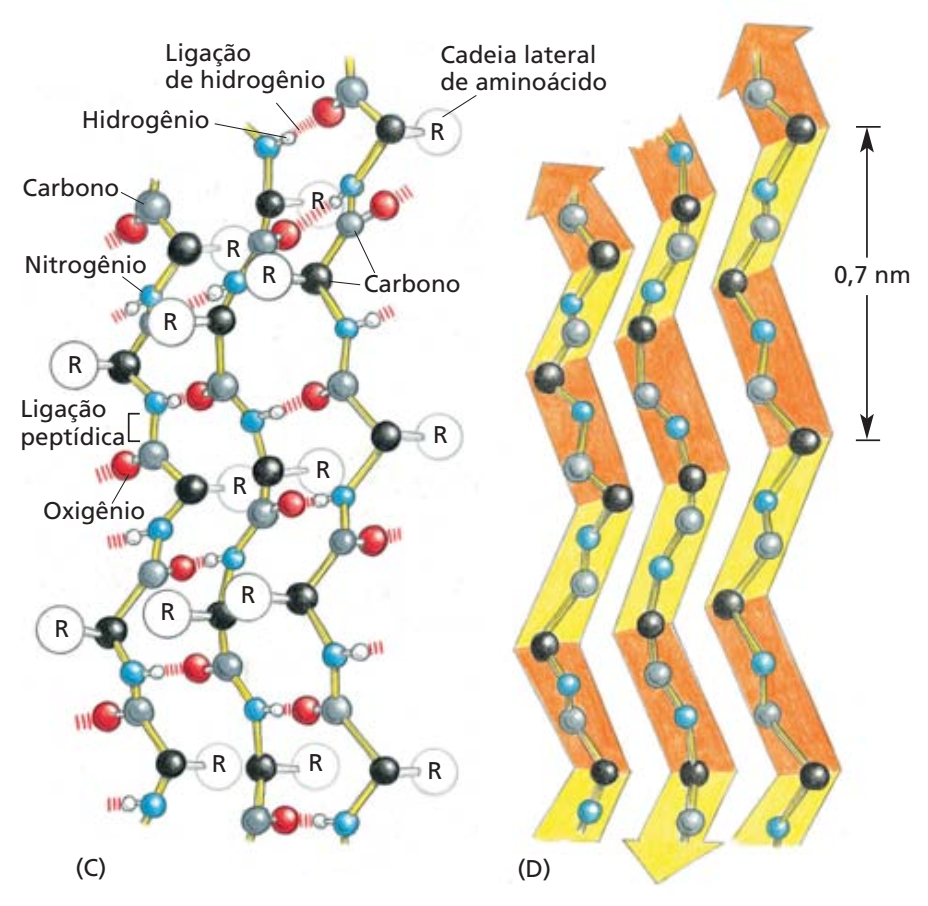 Ligação
de hidrogênio
Cadeia lateral
de aminoácido
Hidrogênio
R
Carbono
R
R
Nitrogênio
R
Carbono
0,7 nm
R
R
Ligação
peptídica
R
R
R
Oxigênio
R
R
R
R
R
R
(C)
(D)